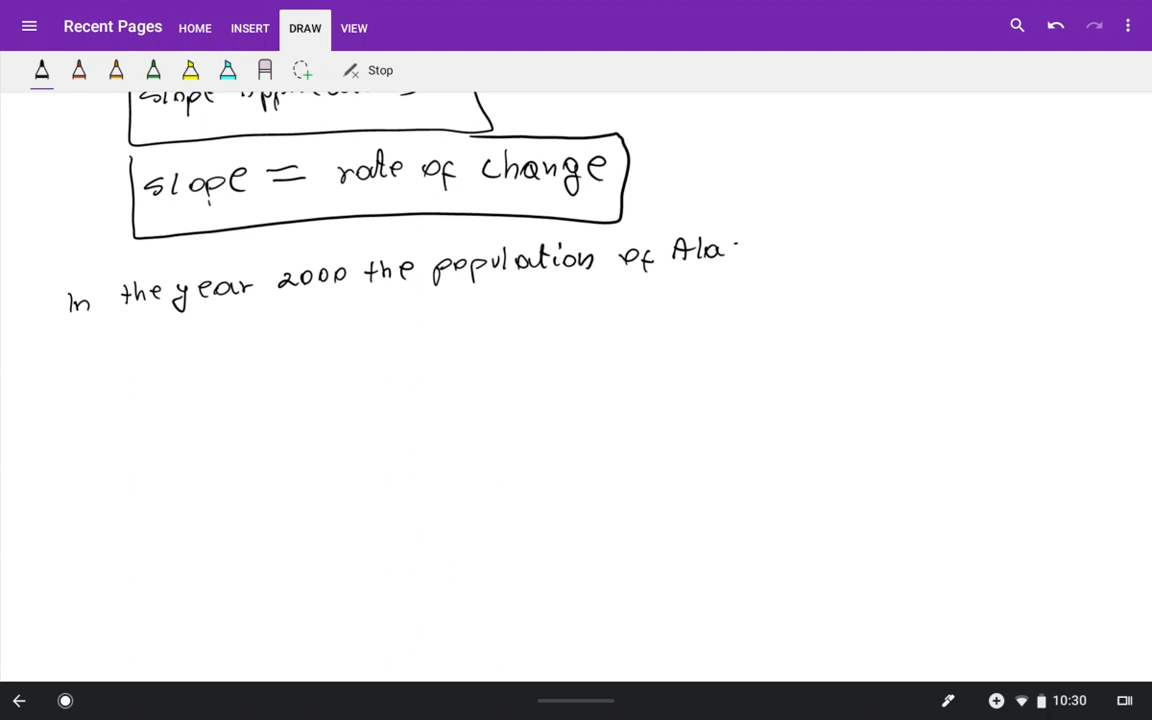 Recent Pages HOME INSERT DRAW VIEW
Stop
slope
slope = rate of change
In the year 2000 the population of Ala
10:30